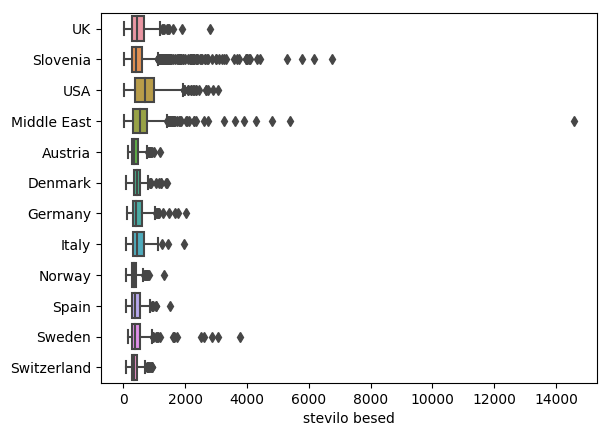 UK
Slovenia
USA
Middle East
Austria
Denmark
Germany
Italy
Norway
Spain
Sweden
Switzerland
0 2000 4000 6000 8000 10000 12000 14000
stevilo besed